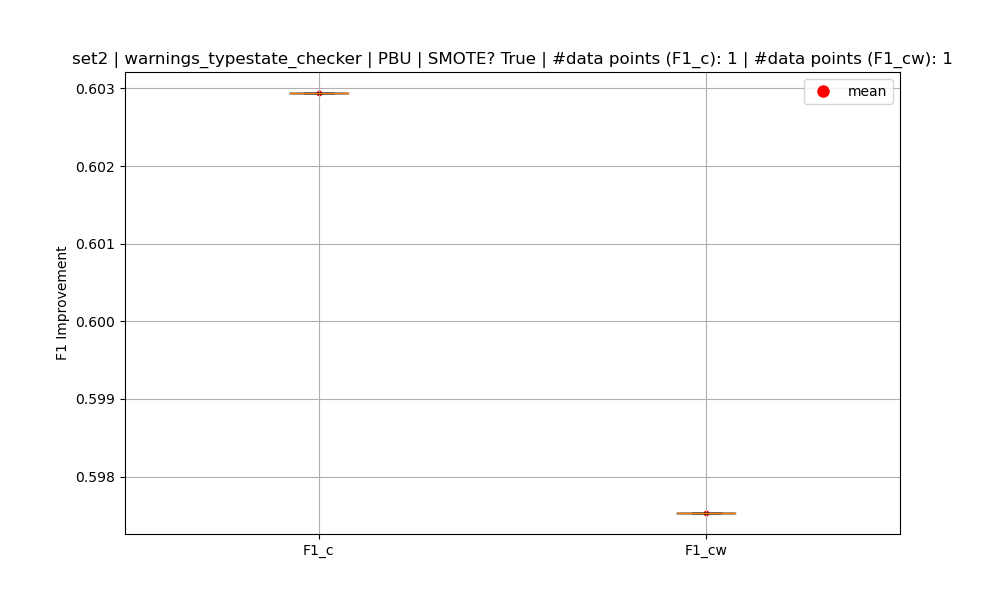 set2 | warnings_typestate_checker | PBU | SMOTE? True | #data points (F1_c): 1 | #data points (F1_cw): 1
mean
0.603
0.602
0.601
0.600
0.599
0.598
F1 Improvement
F1_c
F1_cw